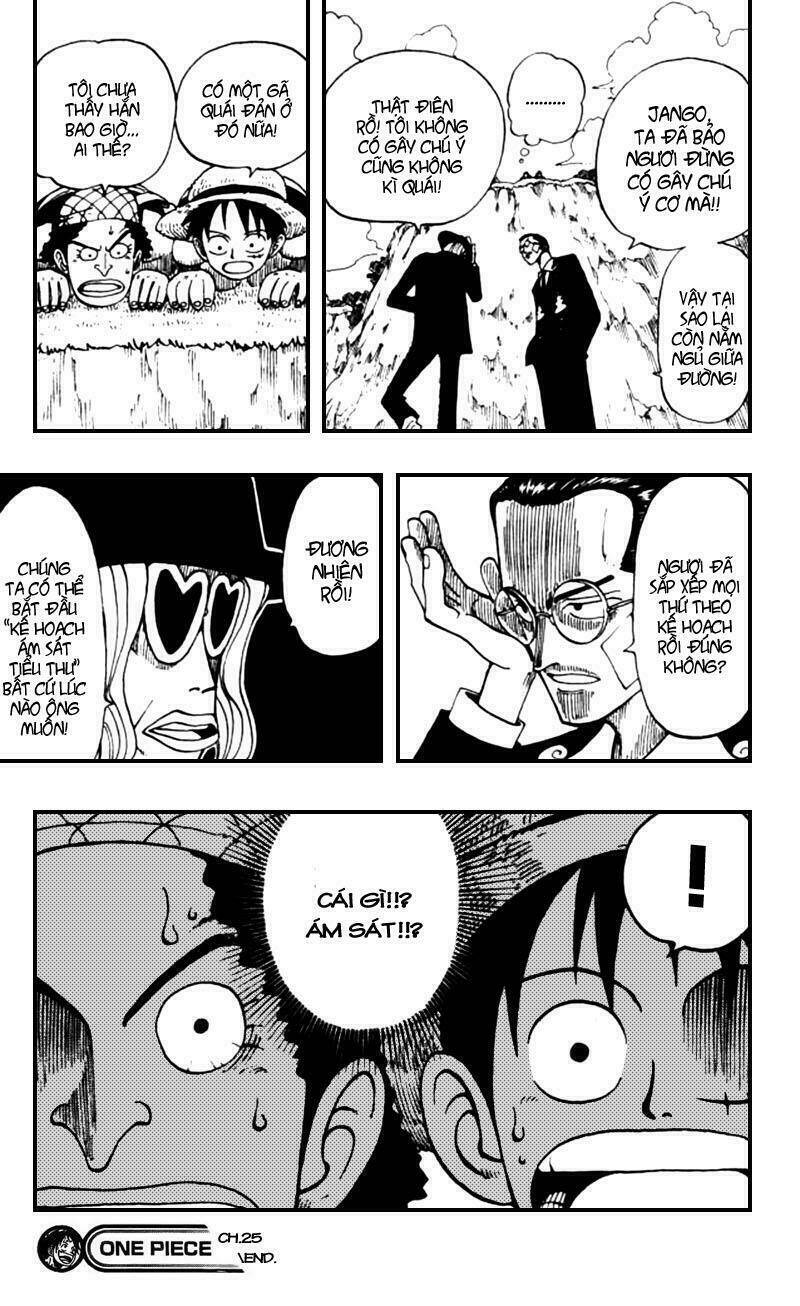 JANGO,
TA ĐÃ BẢO
NGƯƠI ĐỪNG
CÓ GÂY CHÚ
Ý CƠ MÀ!!
VẬY TẠI
SAO LẠI
CÒN NẰM
NGỦ GIỮA
ĐƯỜNG!
..........
THẬT ĐIÊN
RỒ! TÔI KHÔNG
CÓ GÂY CHÚ Ý
CŨNG KHÔNG
KÌ QUÁI!
CÓ MỘT GÃ
QUÁI ĐẢN Ở
ĐÓ NỮA!
TÔI CHƯA
THẤY HẮN
BAO GIỜ...
AI THẾ?
NGƯƠI ĐÃ
SẮP XẾP MỌI
THỨ THEO
KẾ HOẠCH
RỒI ĐÚNG
KHÔNG?
ĐƯƠNG
NHIÊN
RỒI!
CHÚNG
TA CÓ THỂ
BẮT ĐẦU
"KẾ HOẠCH
ÁM SÁT
TIỂU THƯ"
BẤT CỨ LÚC
NÀO ÔNG
MUỐN!
!
CÁI GÌ!!?
ÁM SÁT!!?
ONE PIECE
CH.25
\END.